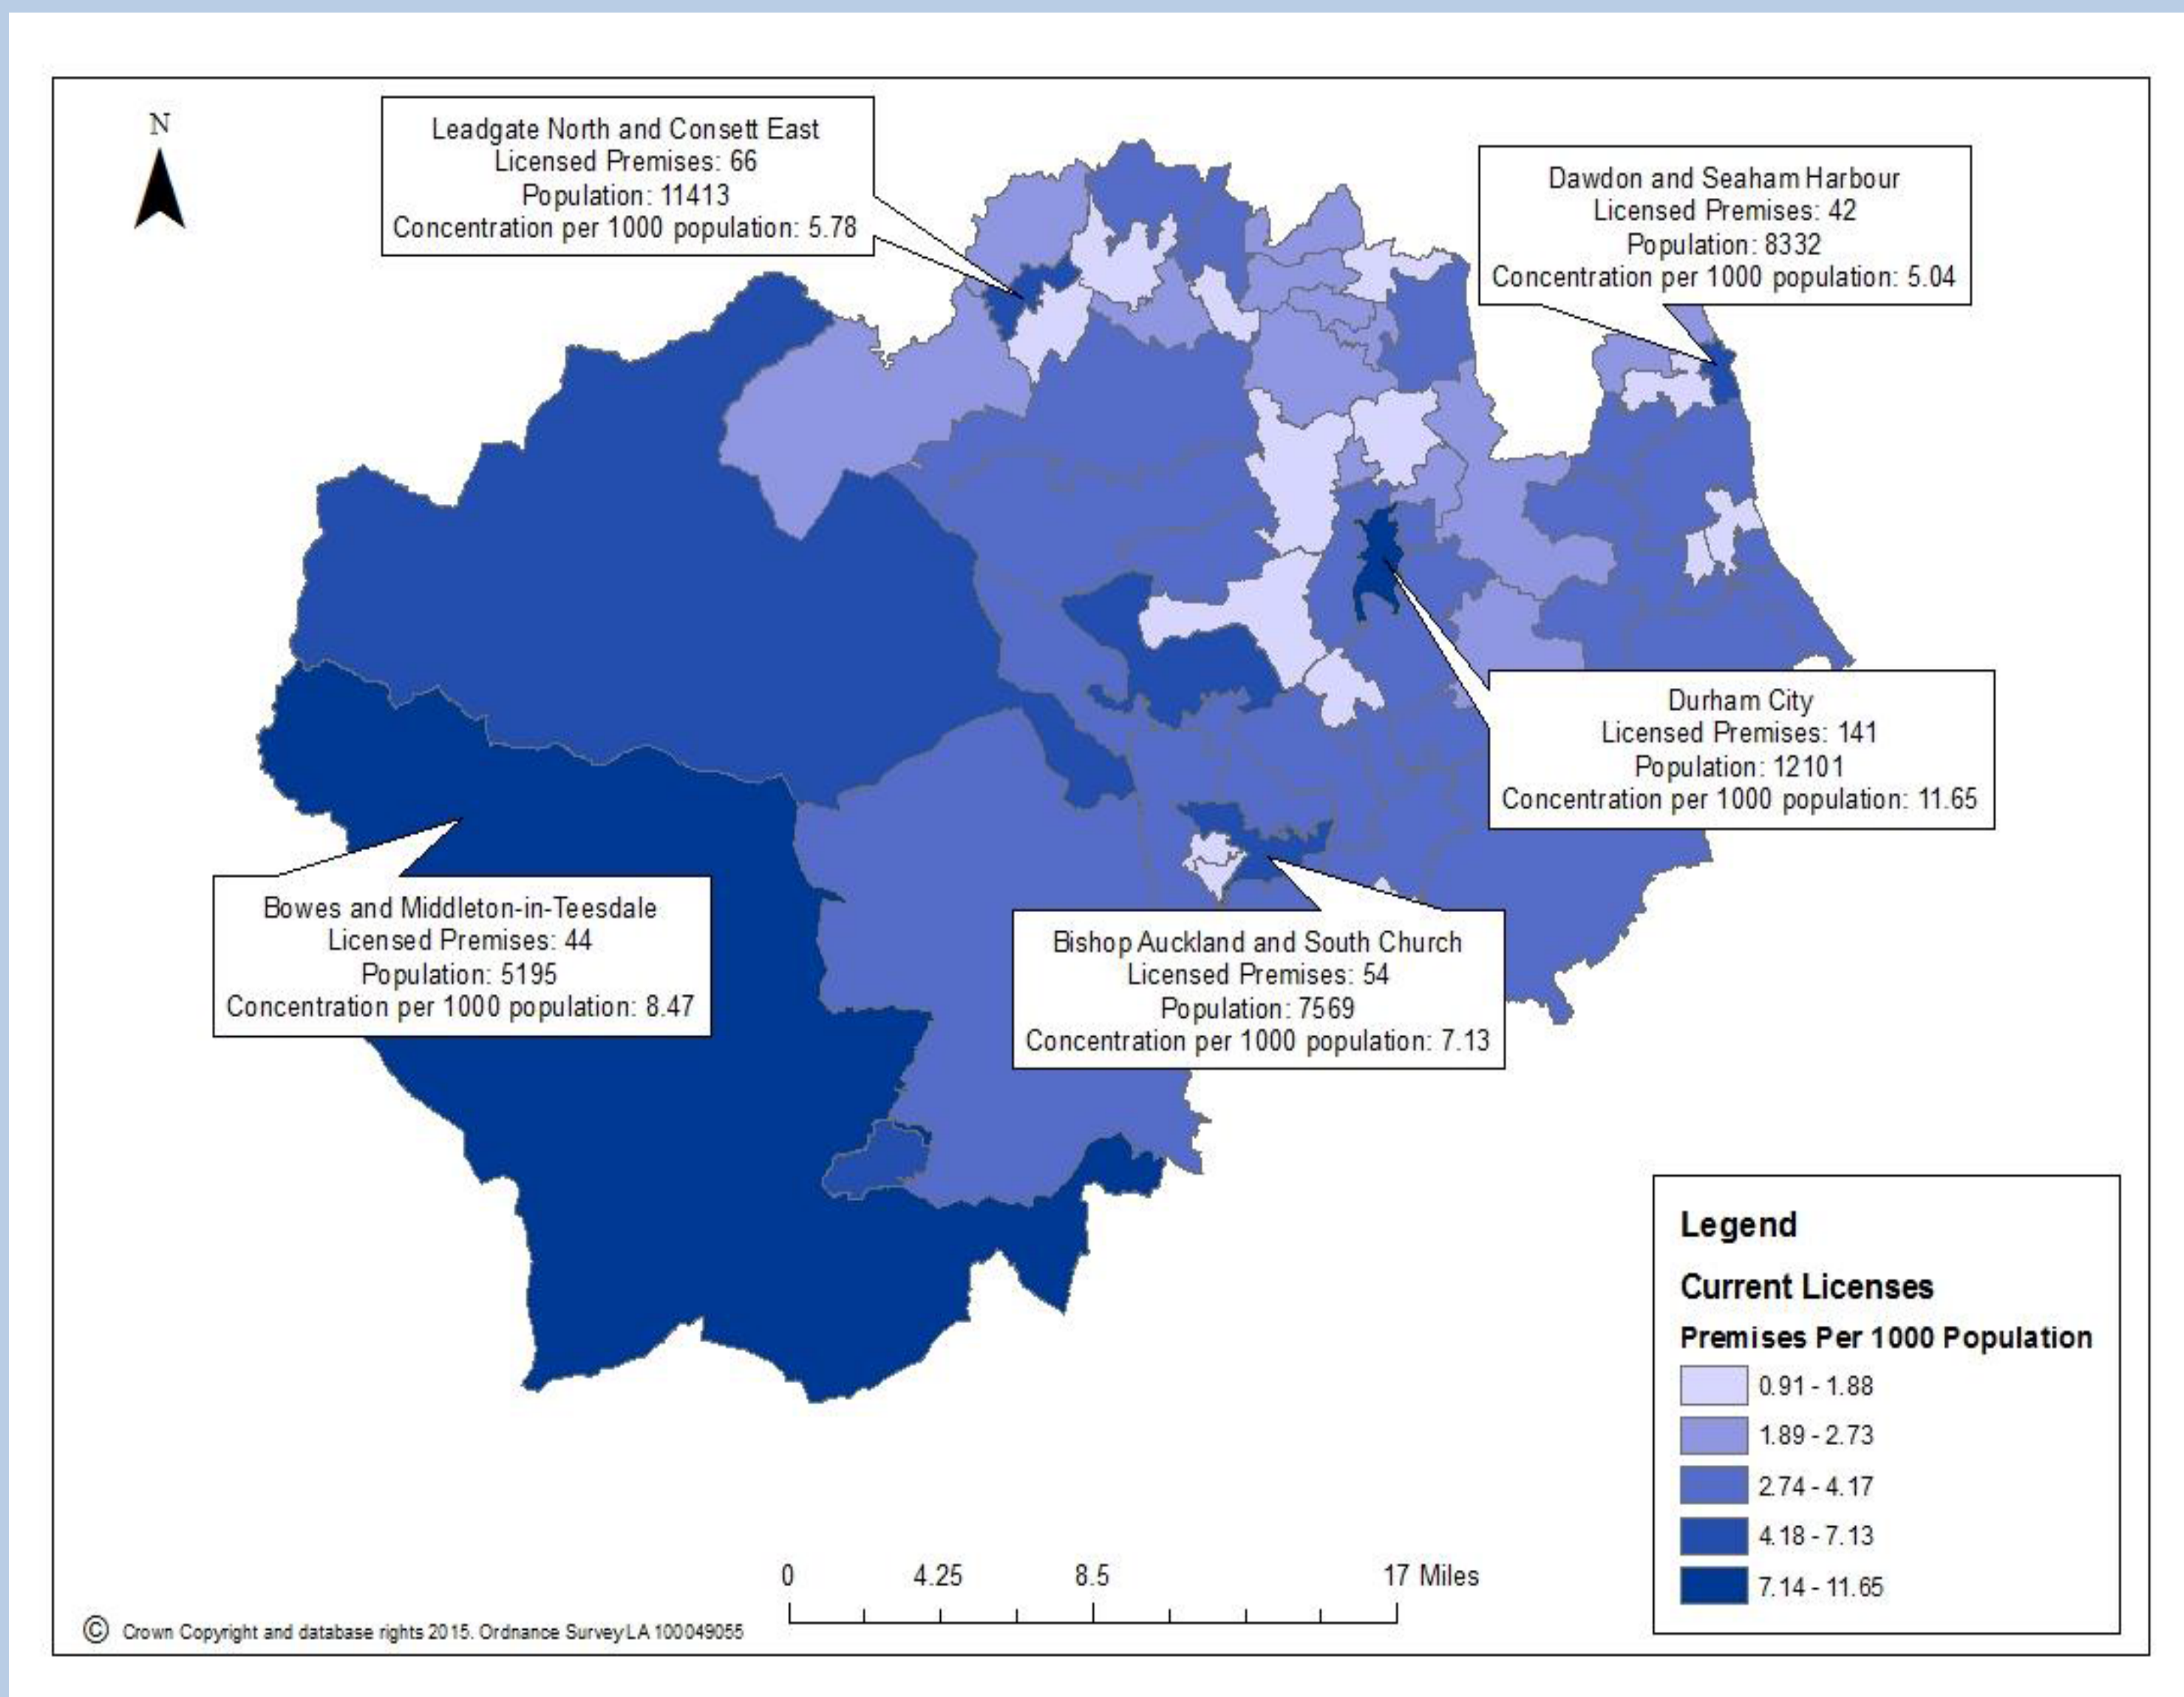 N
Leadgate North and Consett East
Licensed Premises: 66
Population: 11413
Concentration per 1000 population: 5.78
Dawdon and Seaham Harbour
Licensed Premises: 42
Population: 8332
Concentration per 1000 population: 5.04
Durham City
Licensed Premises: 141
Population: 12101
Concentration per 1000 population: 11.65
Bowes and Middleton-in-Teesdale
Licensed Premises: 44
Population: 5195
Concentration per 1000 population: 8.47
Bishop Auckland and South Church
Licensed Premises: 54
Population: 7569
Concentration per 1000 population: 7.13
Legend
Current Licenses
Premises Per 1000 Population
0.91 - 1.88
1.89 - 2.73
2.74 - 4.17
4.18 - 7.13
7.14 - 11.65
0 4.25 8.5 17 Miles
© Crown Copyright and database rights 2015. Ordnance Survey LA 100049055